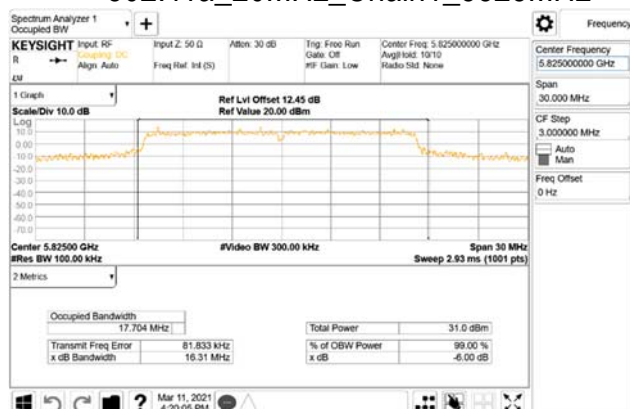 Spectrum Analyzer 1
Occupied BW
+
Frequency
KEYSIGHT
R
Input: RF
Coupling: DC
Align: Auto
Input Z: 50 Ω
Freq Ref: Int (S)
Atten: 30 dB
Trig: Free Run
Gate: Off
#IF Gain: Low
Center Freq: 5.825000000 GHz
Avg|Hold: 10/10
Radio Std: None
Center Frequency
5.825000000 GHz
Span
30.000 MHz
CF Step
3.000000 MHz
Auto
Man
Freq Offset
0 Hz
1 Graph
Scale/Div 10.0 dB
Ref Lvl Offset 12.45 dB
Ref Value 20.00 dBm
Log
10.0
0.00
-10.0
-20.0
-30.0
-40.0
-50.0
-60.0
-70.0
Center 5.82500 GHz
#Res BW 100.00 kHz
#Video BW 300.00 kHz
Span 30 MHz
Sweep 2.93 ms (1001 pts)
2 Metrics
Occupied Bandwidth
17.704 MHz
Transmit Freq Error 81.833 kHz
x dB Bandwidth 16.31 MHz
Total Power 31.0 dBm
% of OBW Power 99.00 %
x dB -6.00 dB
?
Mar 11, 2021
4:20:05 PM